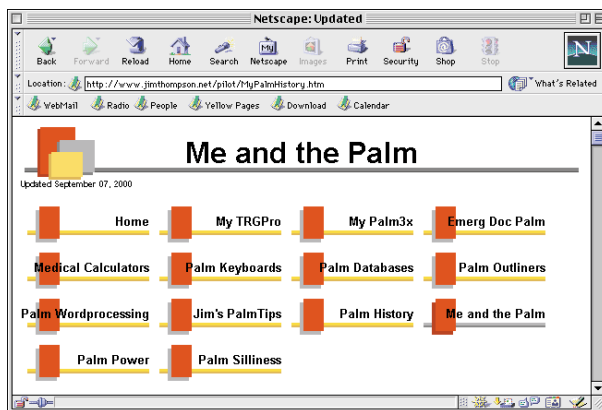 Netscape: Updated
Back Forward Reload Home Search Netscape Images Print Security Shop Stop
My
N
Location: http://www.jimthompson.net/pilot/MyPalmHistory.htm What's Related
WebMail Radio People Yellow Pages Download Calendar
Me and the Palm
Updated September 07, 2000
Home My TRGPro My Palm3x Emerg Doc Palm
Medical Calculators Palm Keyboards Palm Databases Palm Outliners
Palm Wordprocessing Jim's PalmTips Palm History Me and the Palm
Palm Power Palm Silliness